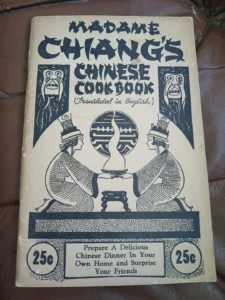 MADAME
CHIANG'S
CHINESE
COOKBOOK
(Translated in English)
25c
Prepare A Delicious
Chinese Dinner In Your
Own Home and Surprise
Your Friends
25c